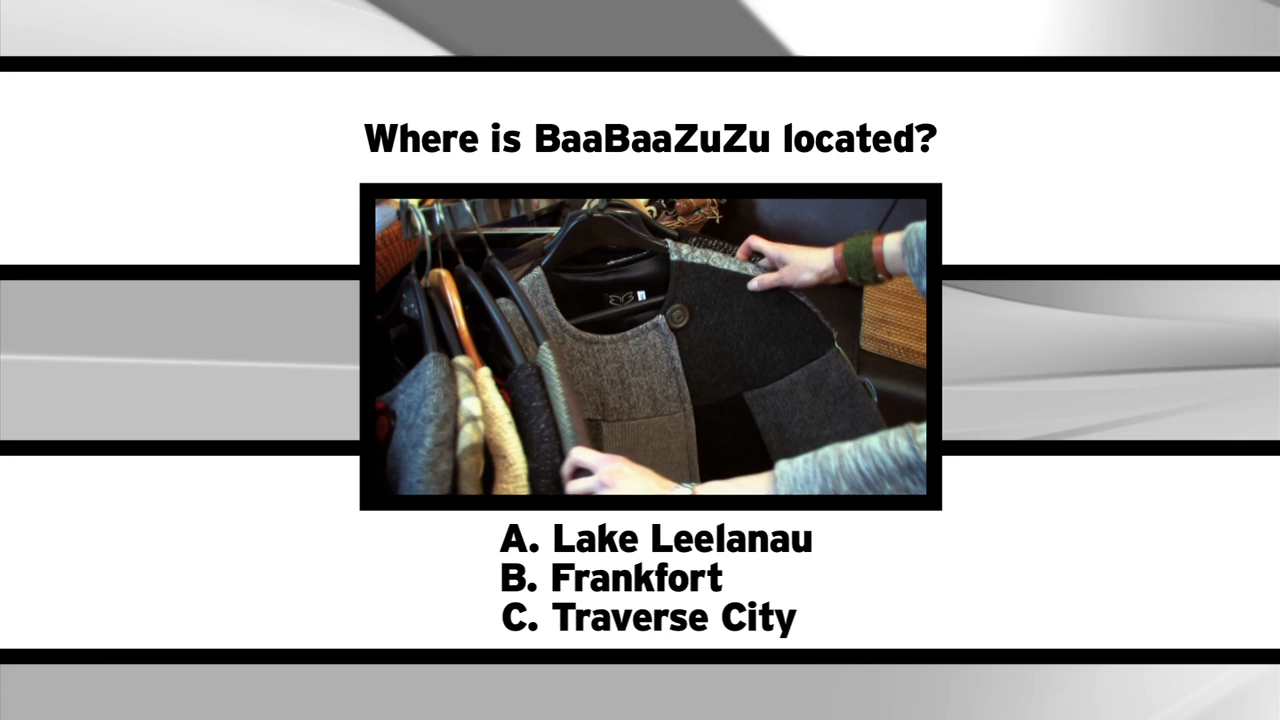 Where is BaaBaaZuZu located?
A. Lake Leelanau
B. Frankfort
C. Traverse City